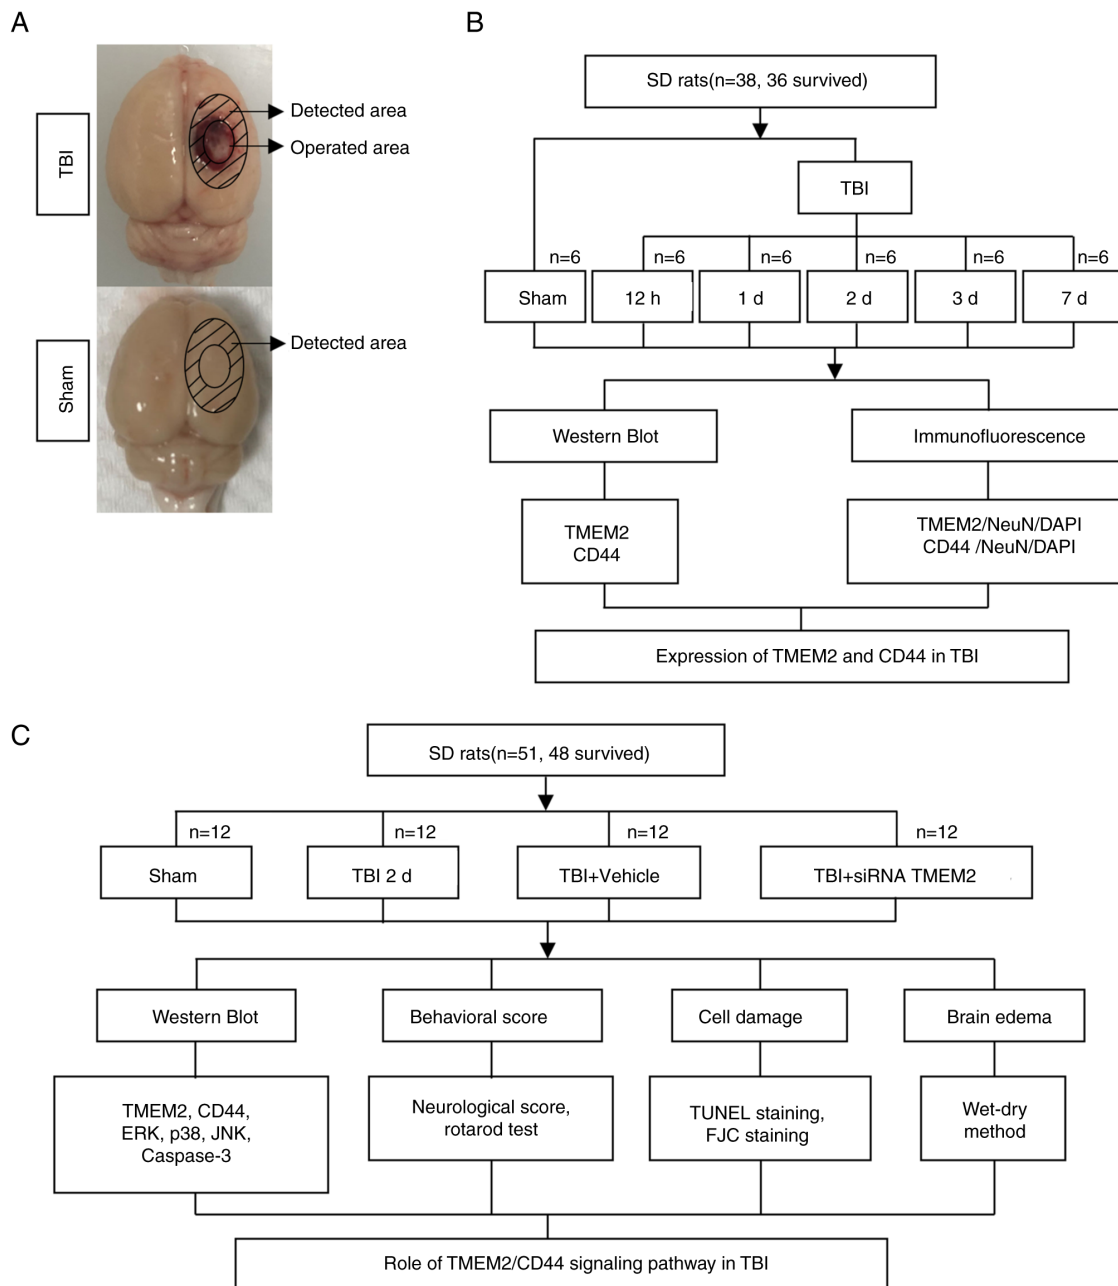 A
TBI
Detected area
Operated area
Sham
Detected area
B
SD rats(n=38, 36 survived)
TBI
n=6
n=6
n=6
n=6
n=6
n=6
Sham
12 h
1 d
2 d
3 d
7 d
Western Blot
Immunofluorescence
TMEM2
CD44
TMEM2/NeuN/DAPI
CD44 /NeuN/DAPI
Expression of TMEM2 and CD44 in TBI
C
SD rats(n=51, 48 survived)
n=12
n=12
n=12
n=12
Sham
TBI 2 d
TBI+Vehicle
TBI+siRNA TMEM2
Western Blot
Behavioral score
Cell damage
Brain edema
TMEM2, CD44,
ERK, p38, JNK,
Caspase-3
Neurological score,
rotarod test
TUNEL staining,
FJC staining
Wet-dry
method
Role of TMEM2/CD44 signaling pathway in TBI